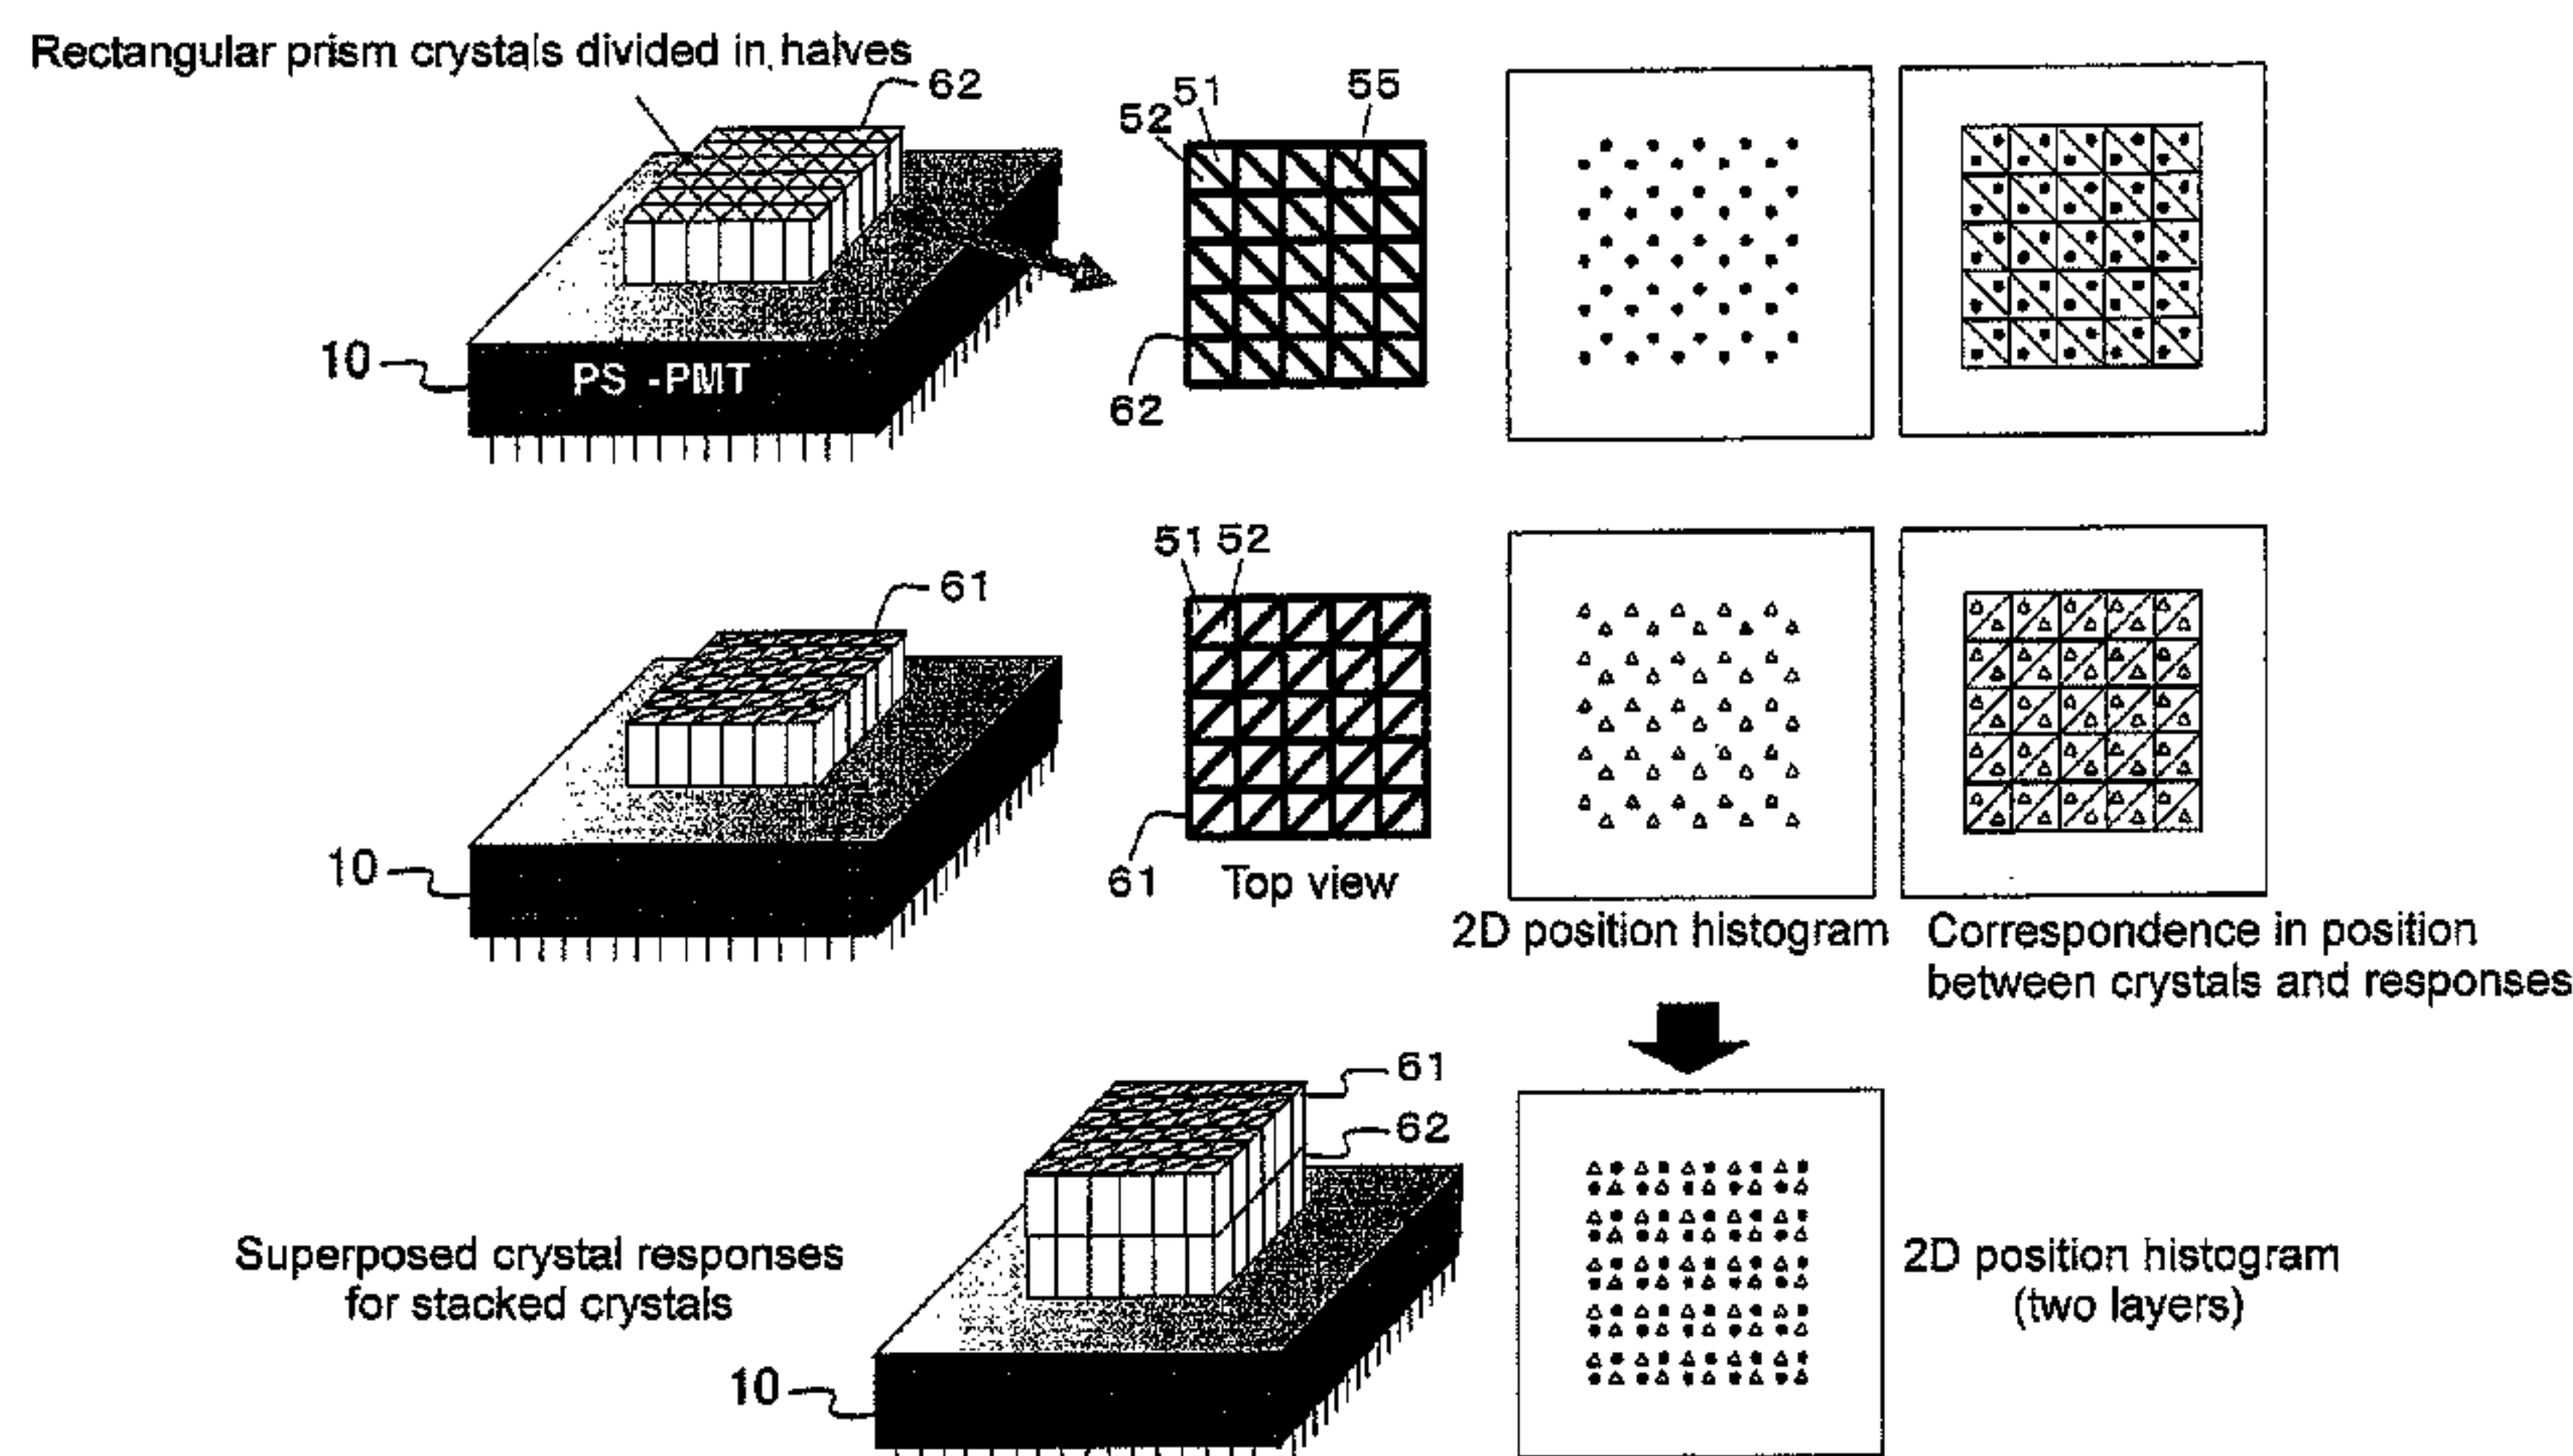 Rectangular prism crystals divided in halves
62
51
55
52
10
PS -PMT
62
51 52
61
10
61
Top view
2D position histogram
Correspondence in position
between crystals and responses
61
62
Superposed crystal responses
for stacked crystals
2D position histogram
(two layers)
10